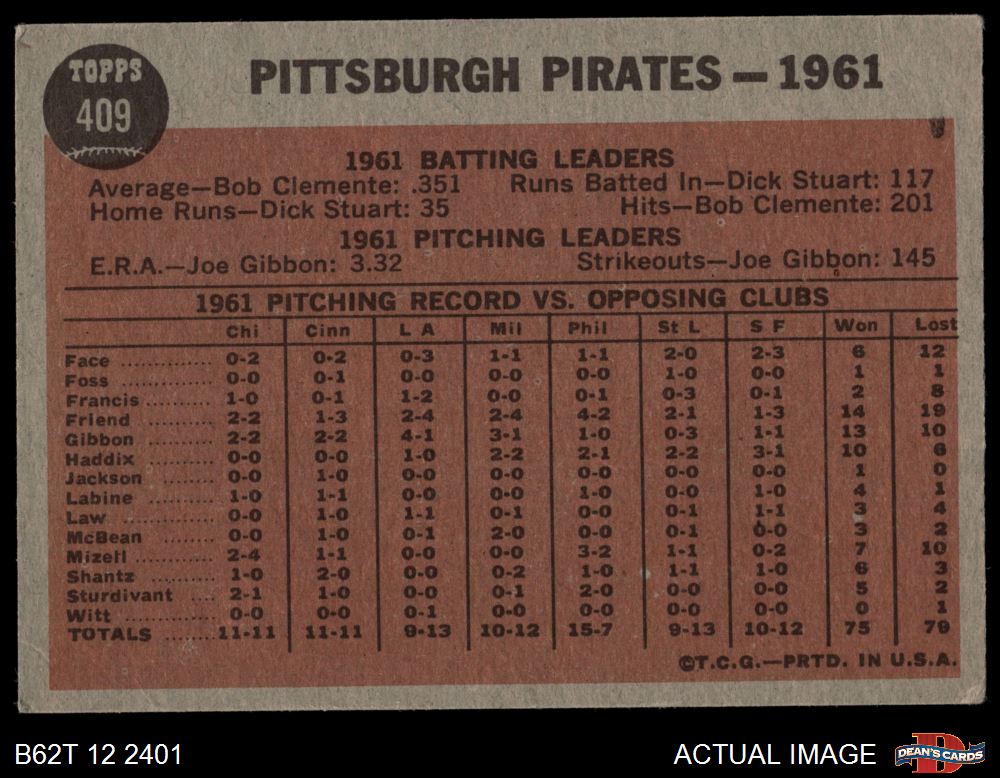 TOPPS
409
PITTSBURGH PIRATES — 1961
1961 BATTING LEADERS
Average—Bob Clemente: .351 Runs Batted In—Dick Stuart: 117
Home Runs—Dick Stuart: 35 Hits—Bob Clemente: 201
1961 PITCHING LEADERS
E.R.A.—Joe Gibbon: 3.32 Strikeouts—Joe Gibbon: 145
1961 PITCHING RECORD VS. OPPOSING CLUBS
Chi Cinn L A Mil Phil St L S F Won Lost
Face ............ 0-2 0-2 0-3 1-1 1-1 2-0 2-3 6 12
Foss ............ 0-0 0-1 0-0 0-0 0-0 1-0 0-0 1 1
Francis .......... 1-0 0-1 1-2 0-0 0-1 0-3 0-1 2 8
Friend .......... 2-2 1-3 2-4 2-4 4-2 2-1 1-3 14 19
Gibbon .......... 2-2 2-2 4-1 3-1 1-0 0-3 1-1 13 10
Haddix .......... 0-0 0-0 1-0 2-2 2-1 2-2 3-1 10 6
Jackson .......... 0-0 1-0 0-0 0-0 0-0 0-0 0-0 1 0
Labine .......... 1-0 1-1 0-0 0-0 1-0 0-0 1-0 4 1
Law ............ 0-0 1-0 1-1 0-1 0-0 0-1 1-1 3 4
McBean .......... 0-0 1-0 0-1 2-0 0-0 0-1 0-0 3 2
Mizell .......... 2-4 1-1 0-0 0-0 3-2 1-1 0-2 7 10
Shantz .......... 1-0 2-0 0-0 0-2 1-0 1-1 1-0 6 3
Sturdivant .... 2-1 1-0 0-0 0-1 2-0 0-0 0-0 5 2
Witt ............ 0-0 0-0 0-1 0-0 0-0 0-0 0-0 0 1
TOTALS ...... 11-11 11-11 9-13 10-12 15-7 9-13 10-12 75 79
©T.C.G.—PRTD. IN U.S.A.
B62T 12 2401 ACTUAL IMAGE DEAN'S CARDS